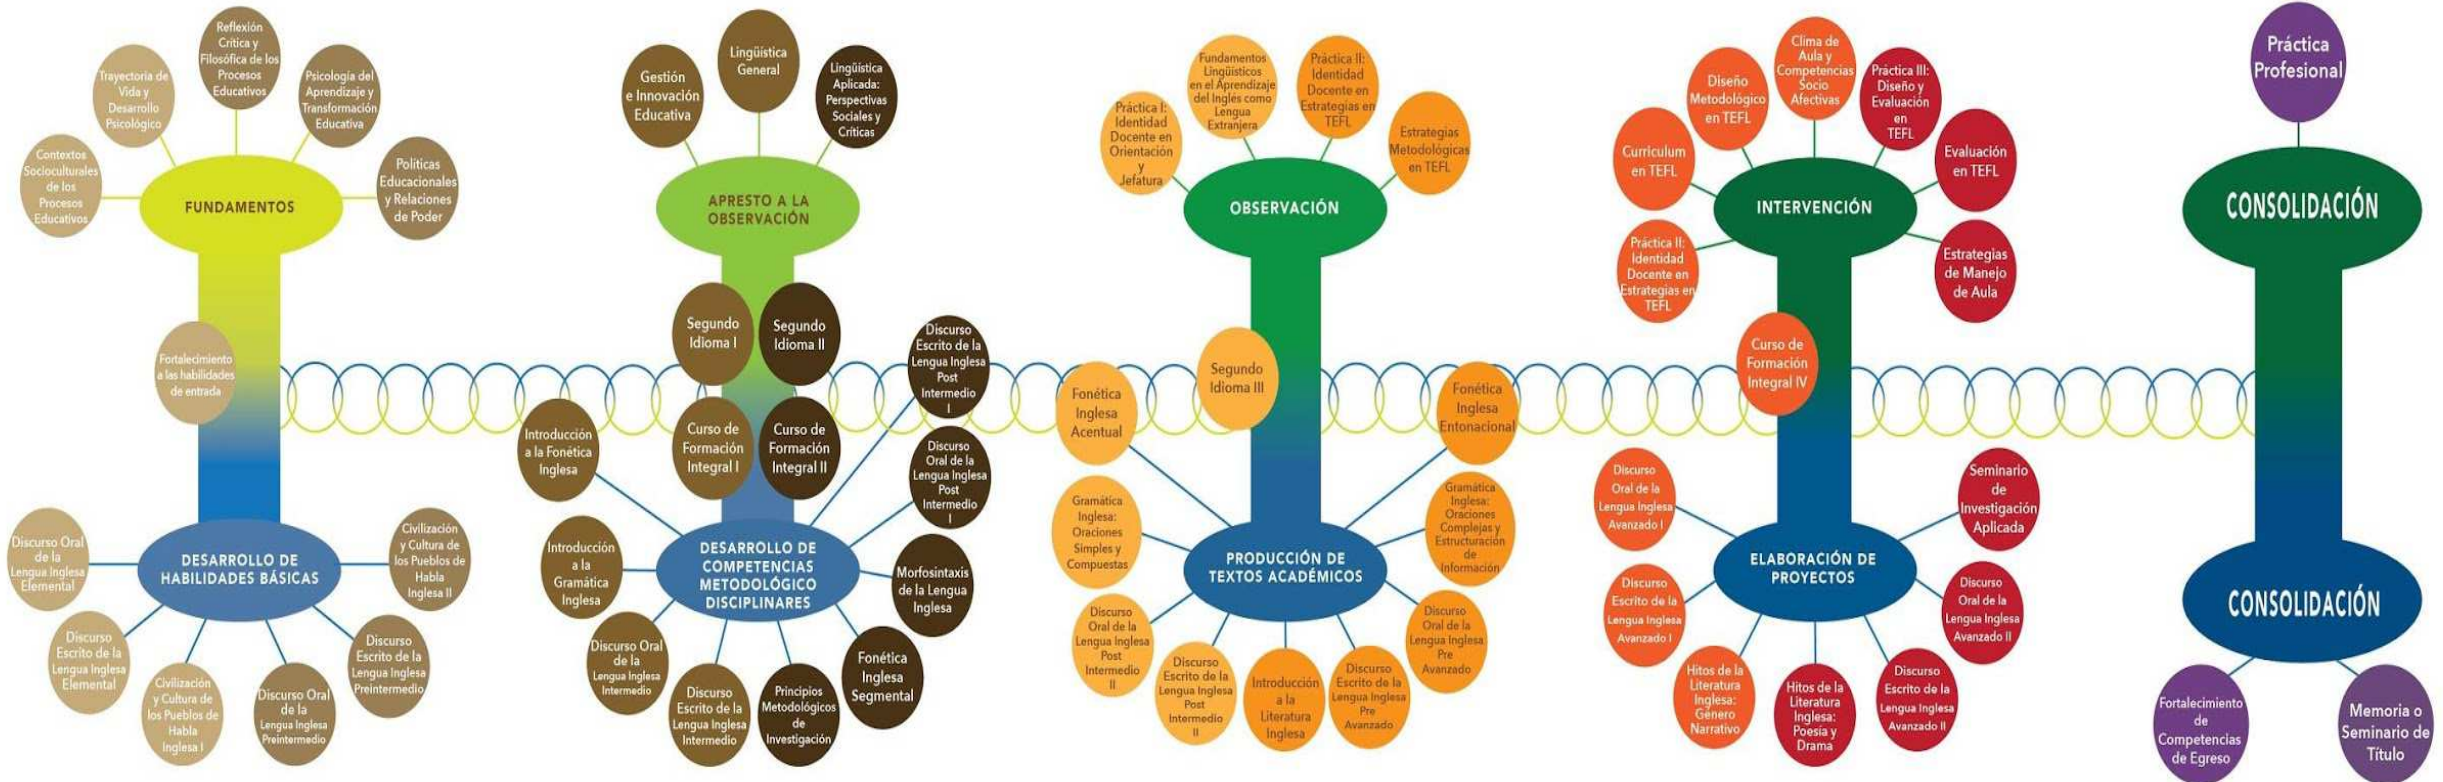 Contextos
Socioculturales
de los
Procesos
Educativos
Trayectoria de
Vida y
Desarrollo
Psicológico
Reflexión
Crítica y
Filosófica de los
Procesos
Educativos
Psicología del
Aprendizaje y
Transformación
Educativa
Políticas
Educacionales
y Relaciones
de Poder
FUNDAMENTOS
Fortalecimiento
a las habilidades
de entrada
Discurso Oral
de la
Lengua Inglesa
Elemental
Discurso
Escrito de la
Lengua Inglesa
Elemental
Civilización
y Cultura de
los Pueblos de
Habla
Inglesa I
Discurso Oral
de la
Lengua Inglesa
Preintermedio
Discurso
Escrito de la
Lengua Inglesa
Preintermedio
Civilización
y Cultura de
los Pueblos de
Habla
Inglesa II
DESARROLLO DE
HABILIDADES BÁSICAS
Gestión
e Innovación
Educativa
Lingüística
General
Lingüística
Aplicada:
Perspectivas
Sociales y
Críticas
APRESTO A LA
OBSERVACIÓN
Segundo
Idioma I
Segundo
Idioma II
Curso de
Formación
Integral I
Curso de
Formación
Integral II
Introducción
a la Fonética
Inglesa
Introducción
a la
Gramática
Inglesa
Discurso Oral
de la
Lengua Inglesa
Intermedio
Discurso
Escrito de la
Lengua Inglesa
Intermedio
Principios
Metodológicos
de
Investigación
Fonética
Inglesa
Segmental
Morfosintaxis
de la Lengua
Inglesa
Discurso
Oral de la
Lengua Inglesa
Post
Intermedio
I
Discurso
Escrito de la
Lengua Inglesa
Post
Intermedio
I
DESARROLLO DE
COMPETENCIAS
METODOLÓGICO
DISCIPLINARES
Práctica I:
Identidad
Docente en
Orientación
y
Jefatura
Fundamentos
Lingüísticos
en el Aprendizaje
del Inglés como
Lengua
Extranjera
Práctica II:
Identidad
Docente en
Estrategias en
TEFL
Estrategias
Metodológicas
en TEFL
OBSERVACIÓN
Segundo
Idioma III
Fonética
Inglesa
Acentual
Fonética
Inglesa
Entonacional
Gramática
Inglesa:
Oraciones
Simples y
Compuestas
Gramática
Inglesa:
Oraciones
Complejas y
Estructuración
de
Información
Discurso
Oral de la
Lengua Inglesa
Post
Intermedio
II
Discurso
Escrito de la
Lengua Inglesa
Post
Intermedio
II
Introducción
a la
Literatura
Inglesa
Discurso
Escrito de la
Lengua Inglesa
Pre
Avanzado
Discurso
Oral de la
Lengua Inglesa
Pre
Avanzado
PRODUCCIÓN DE
TEXTOS ACADÉMICOS
Práctica II:
Identidad
Docente en
Estrategias en
TEFL
Curriculum
en TEFL
Diseño
Metodológico
en TEFL
Clima de
Aula y
Competencias
Socio
Afectivas
Práctica III:
Diseño y
Evaluación
en
TEFL
Evaluación
en TEFL
Estrategias
de Manejo
de Aula
INTERVENCIÓN
Curso de
Formación
Integral IV
Discurso
Oral de la
Lengua Inglesa
Avanzado I
Discurso
Escrito de la
Lengua Inglesa
Avanzado I
Hitos de la
Literatura
Inglesa:
Género
Narrativo
Hitos de la
Literatura
Inglesa:
Poesía y
Drama
Discurso
Escrito de la
Lengua Inglesa
Avanzado II
Discurso
Oral de la
Lengua Inglesa
Avanzado II
Seminario
de
Investigación
Aplicada
ELABORACIÓN DE
PROYECTOS
Práctica
Profesional
CONSOLIDACIÓN
CONSOLIDACIÓN
Fortalecimiento
de
Competencias
de Egreso
Memoria o
Seminario de
Título